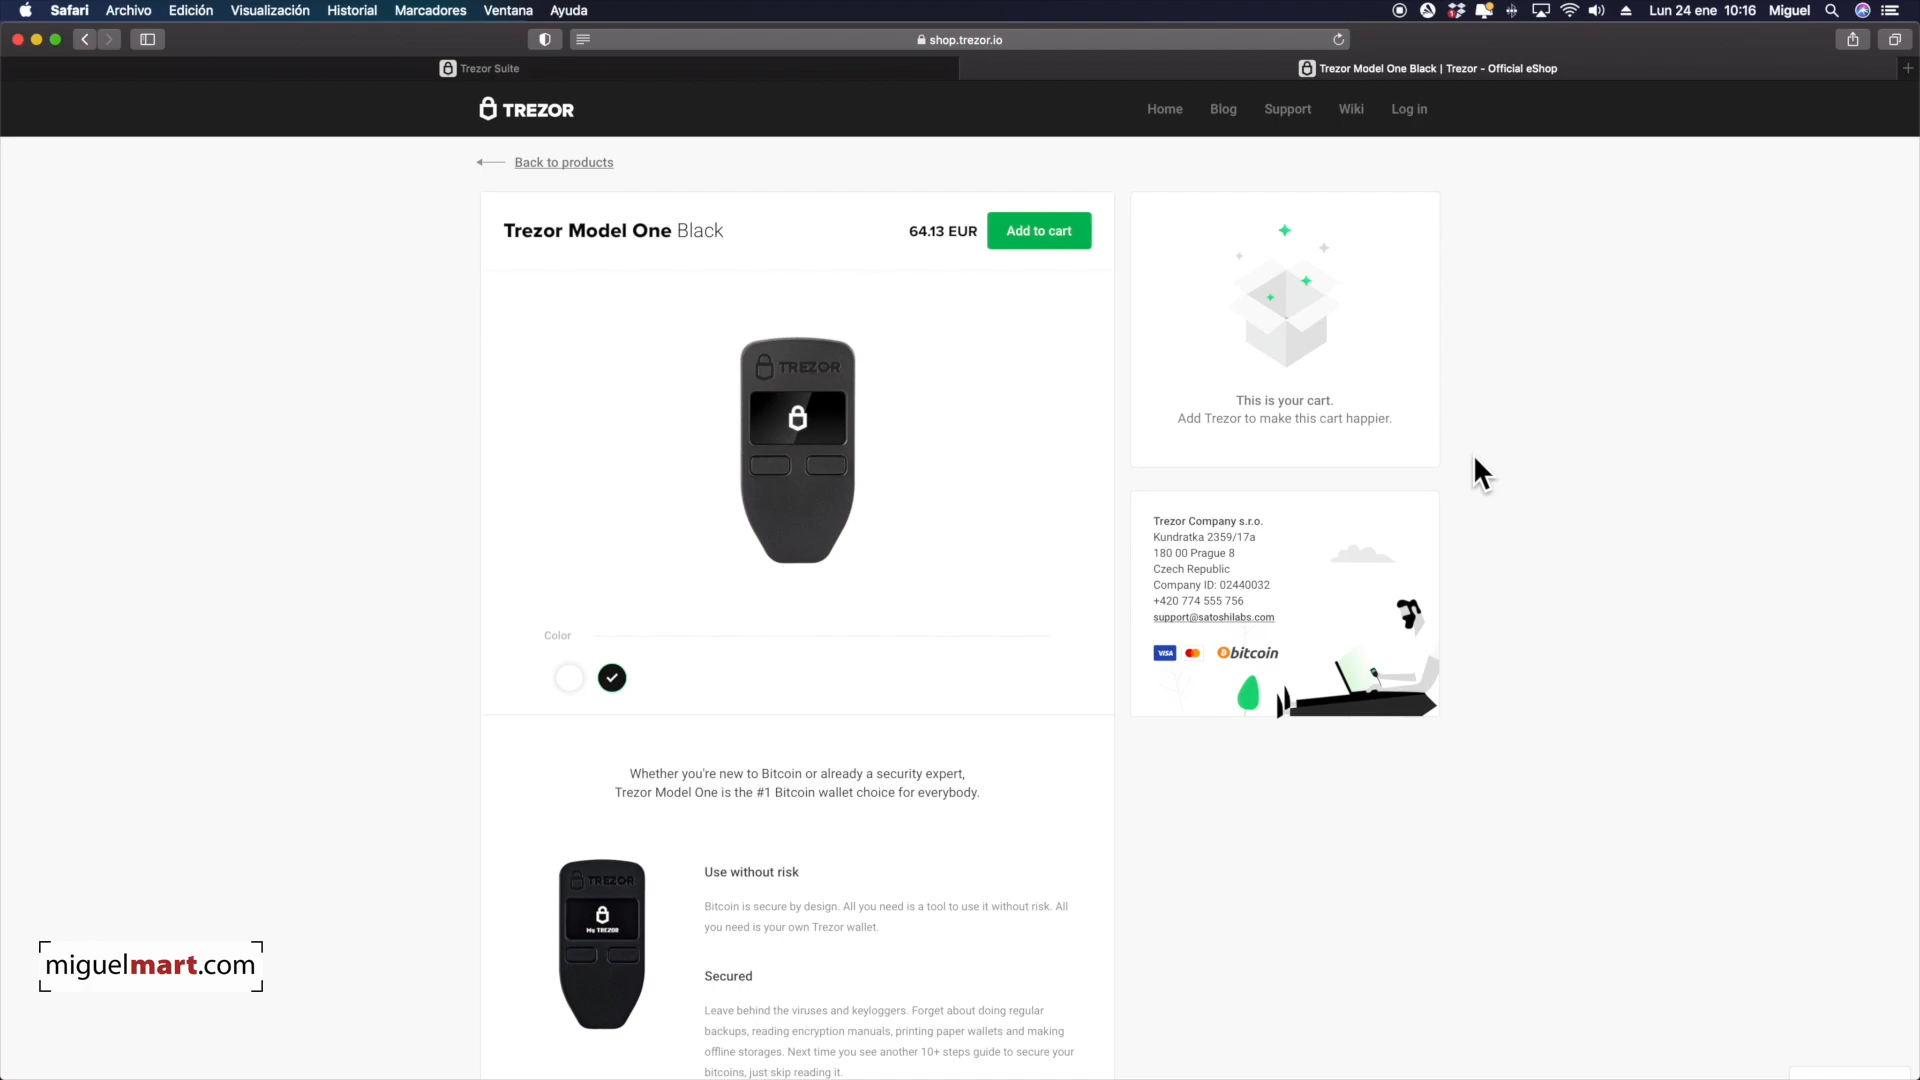 Safari Archivo Edición Visualización Historial Marcadores Ventana Ayuda
1
Lun 24 ene 10:16 Miguel
shop.trezor.io
Trezor Suite
Trezor Model One Black | Trezor - Official eShop
TREZOR
Home Blog Support Wiki Log in
Back to products
Trezor Model One Black
64.13 EUR
Add to cart
TREZOR
Color
This is your cart.
Add Trezor to make this cart happier.
Trezor Company s.r.o.
Kundratka 2359/17a
180 00 Prague 8
Czech Republic
Company ID: 02440032
+420 774 555 756
support@satoshilabs.com
VISA
bitcoin
Whether you're new to Bitcoin or already a security expert,
Trezor Model One is the #1 Bitcoin wallet choice for everybody.
TREZOR
My TREZOR
Use without risk
Bitcoin is secure by design. All you need is a tool to use it without risk. All
you need is your own Trezor wallet.
Secured
Leave behind the viruses and keyloggers. Forget about doing regular
backups, reading encryption manuals, printing paper wallets and making
offline storages. Next time you see another 10+ steps guide to secure your
bitcoins, just skip reading it.
miguelmart.com